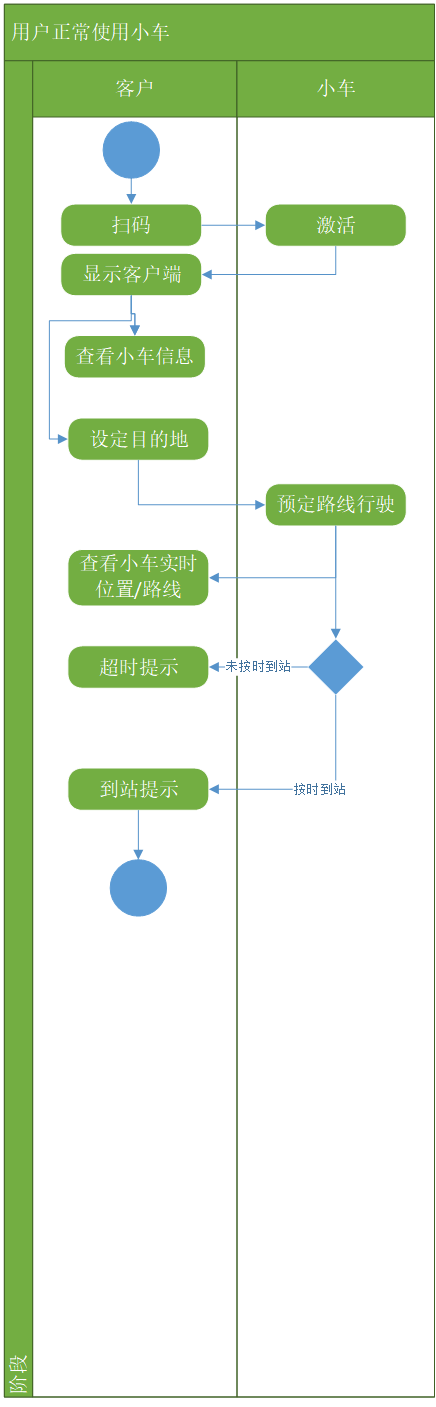 用户正常使用小车
客户
小车
扫码
激活
显示客户端
查看小车信息
设定目的地
预定路线行驶
查看小车实时
位置/路线
超时提示
未按时到站
到站提示
按时到站
阶段